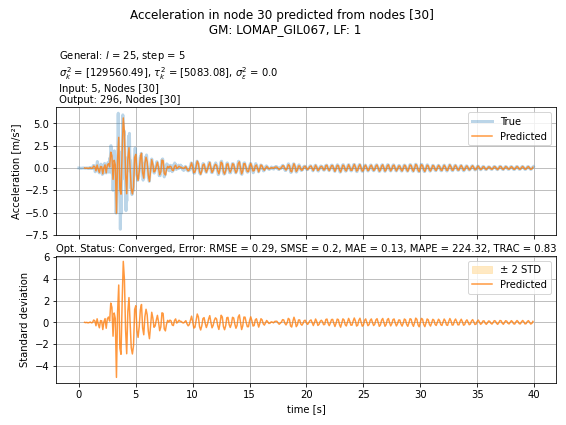 Acceleration in node 30 predicted from nodes [30]
GM: LOMAP_GIL067, LF: 1
General: l = 25, step = 5
σ²ₖ = [129560.49], τ²ₖ = [5083.08], σ²_ε = 0.0
Input: 5, Nodes [30]
Output: 296, Nodes [30]
Acceleration [m/s²]
5.0
2.5
0.0
−2.5
−5.0
−7.5
True
Predicted
Opt. Status: Converged, Error: RMSE = 0.29, SMSE = 0.2, MAE = 0.13, MAPE = 224.32, TRAC = 0.83
Standard deviation
6
4
2
0
−2
−4
± 2 STD
Predicted
0 5 10 15 20 25 30 35 40
time [s]